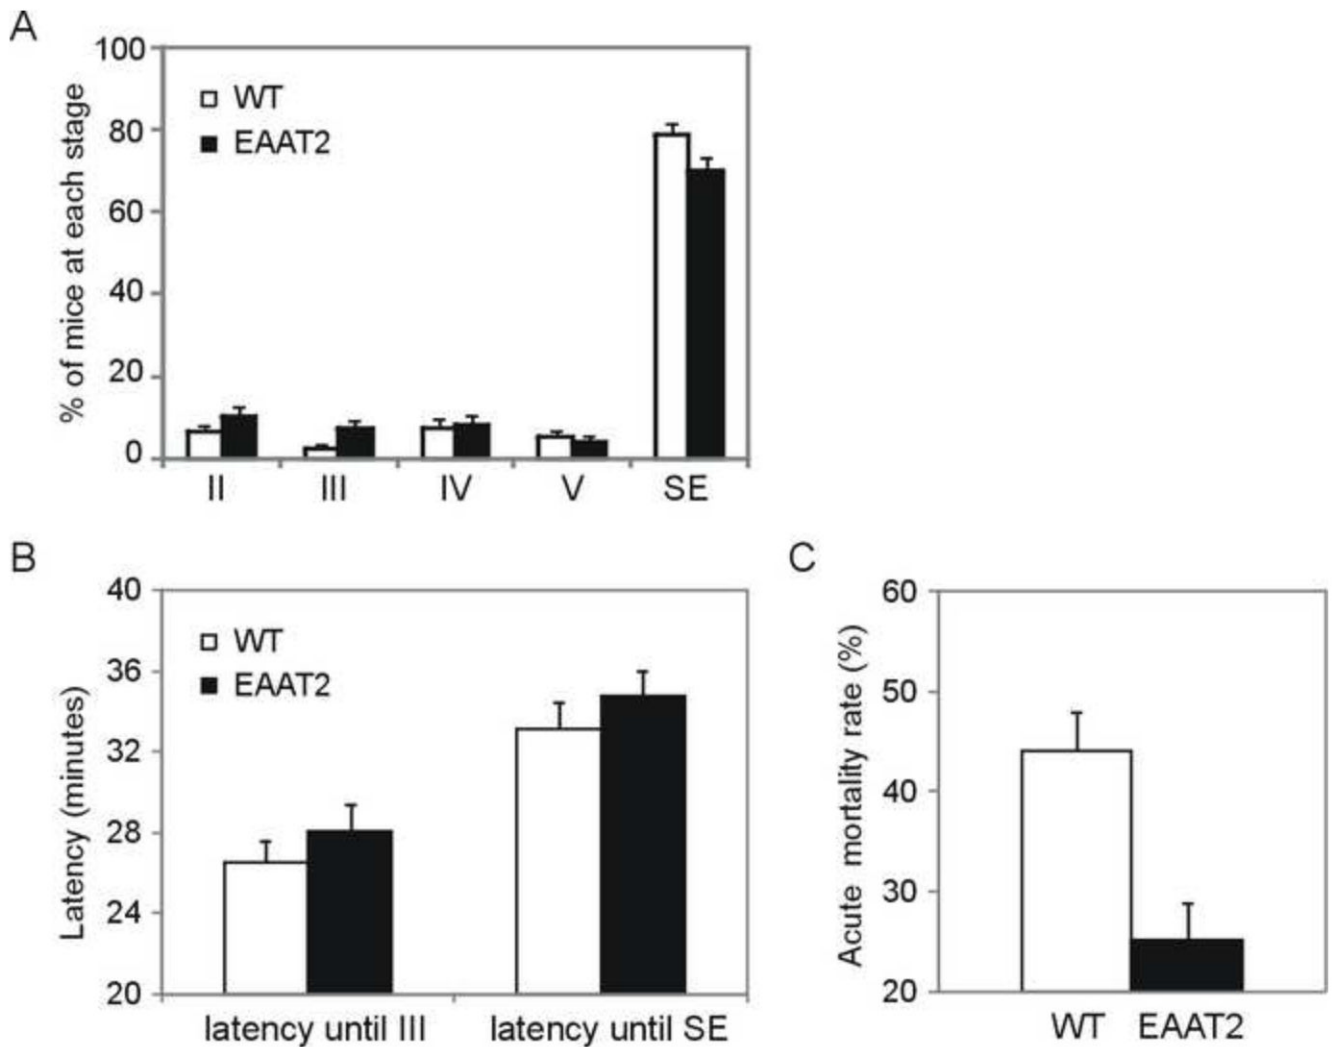 A
% of mice at each stage
100
80
60
40
20
0
WT
EAAT2
II III IV V SE
B
Latency (minutes)
40
36
32
28
24
20
WT
EAAT2
latency until III latency until SE
C
Acute mortality rate (%)
60
50
40
30
20
WT EAAT2